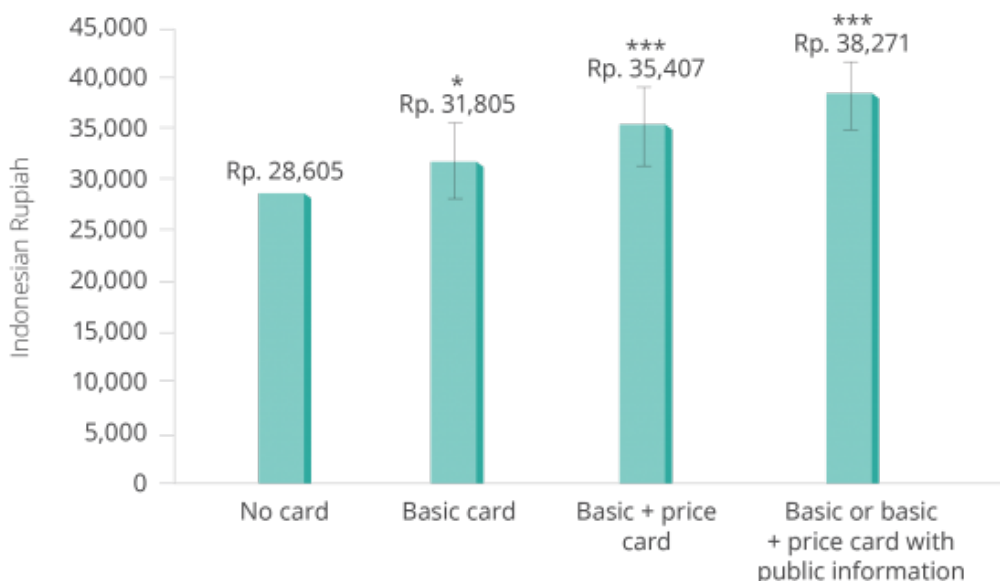 45,000
40,000
35,000
30,000
25,000
20,000
15,000
10,000
5,000
0
Indonesian Rupiah
Rp. 28,605
*
Rp. 31,805
***
Rp. 35,407
***
Rp. 38,271
No card
Basic card
Basic + price
card
Basic or basic
+ price card with
public information